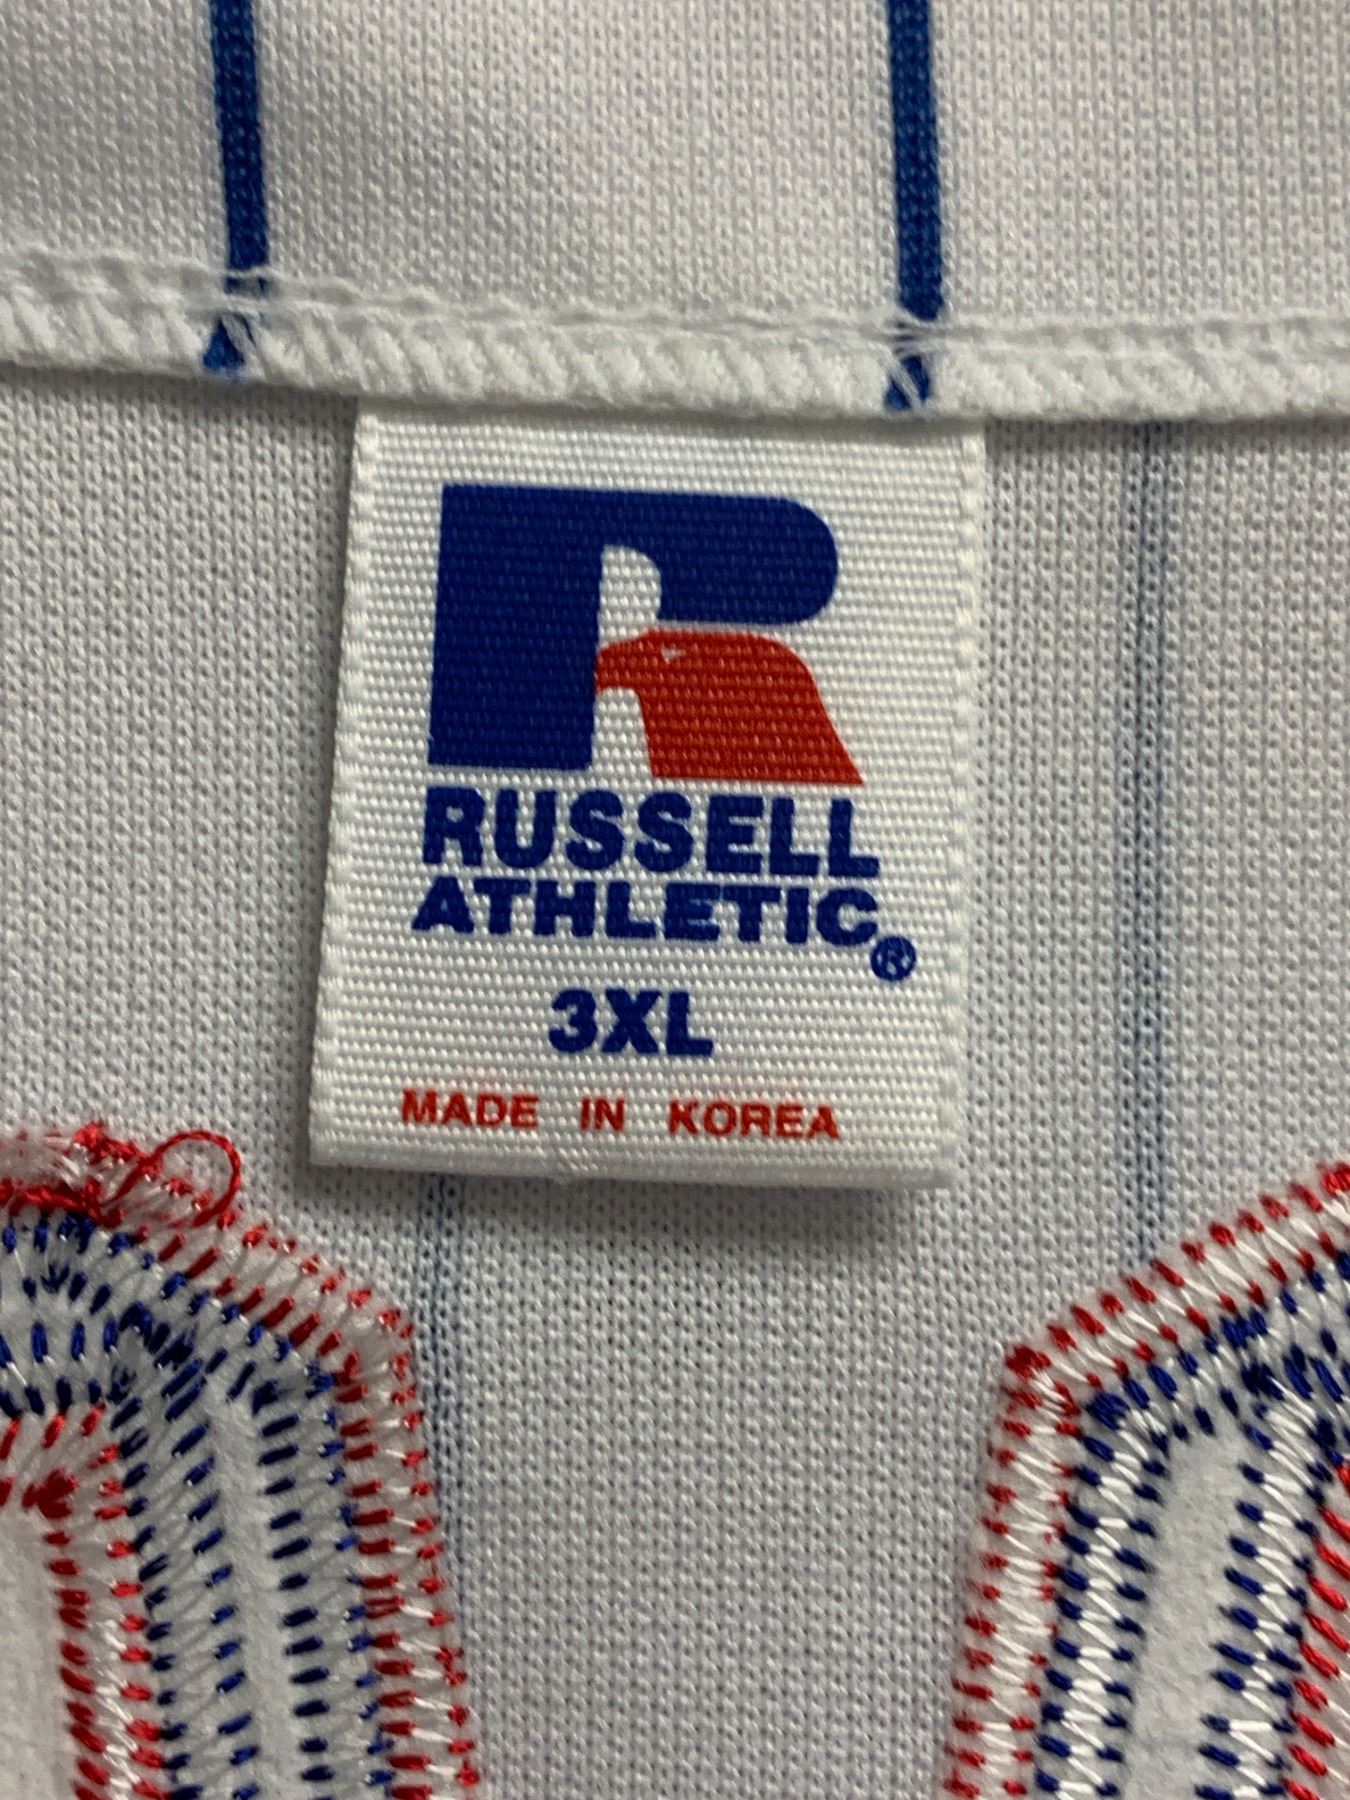 RUSSELL
ATHLETIC®
3XL
MADE IN KOREA